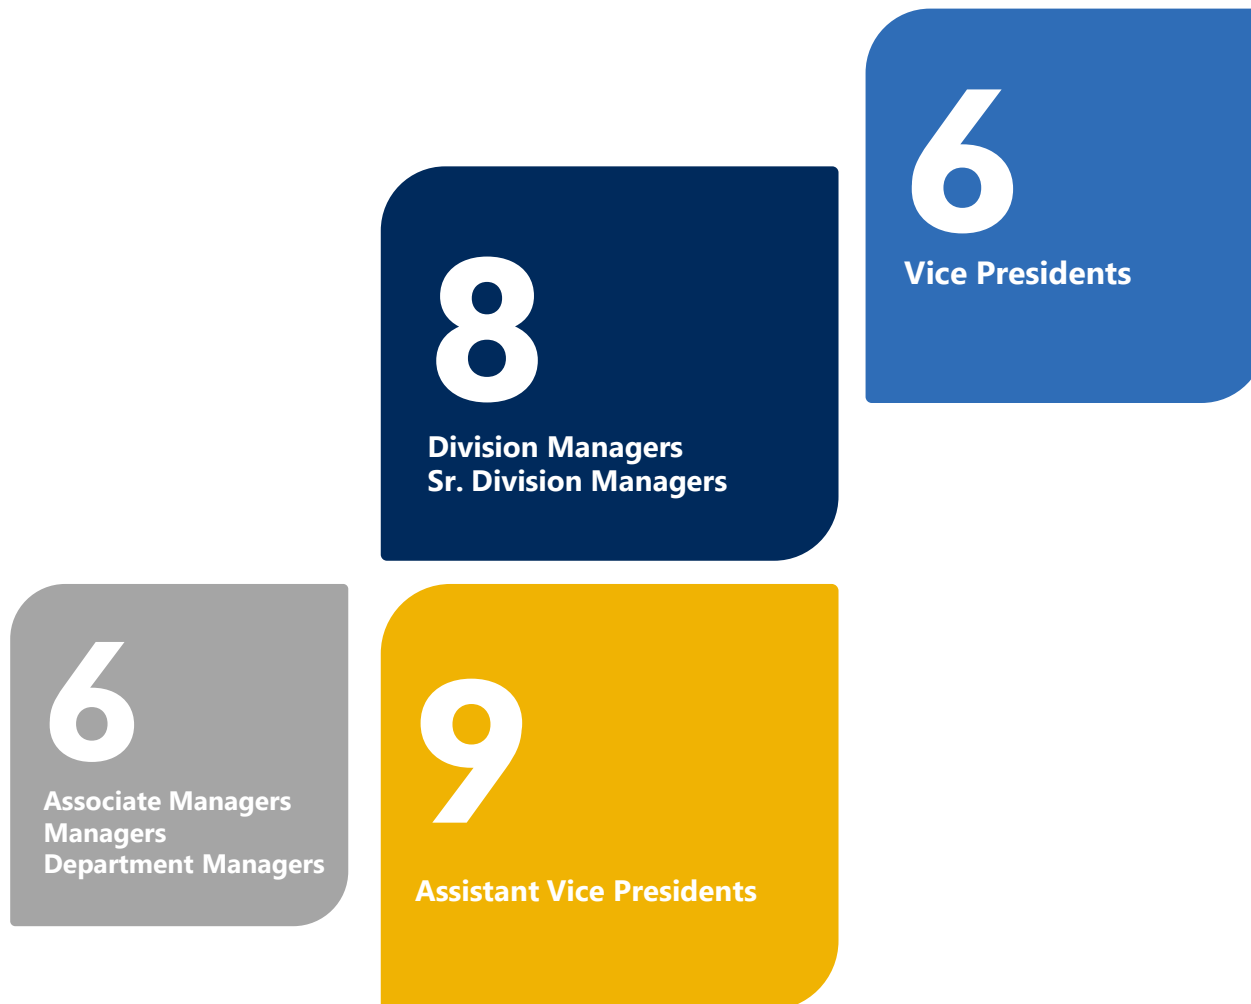 6
Vice Presidents
8
Division Managers
Sr. Division Managers
6
Associate Managers
Managers
Department Managers
9
Assistant Vice Presidents